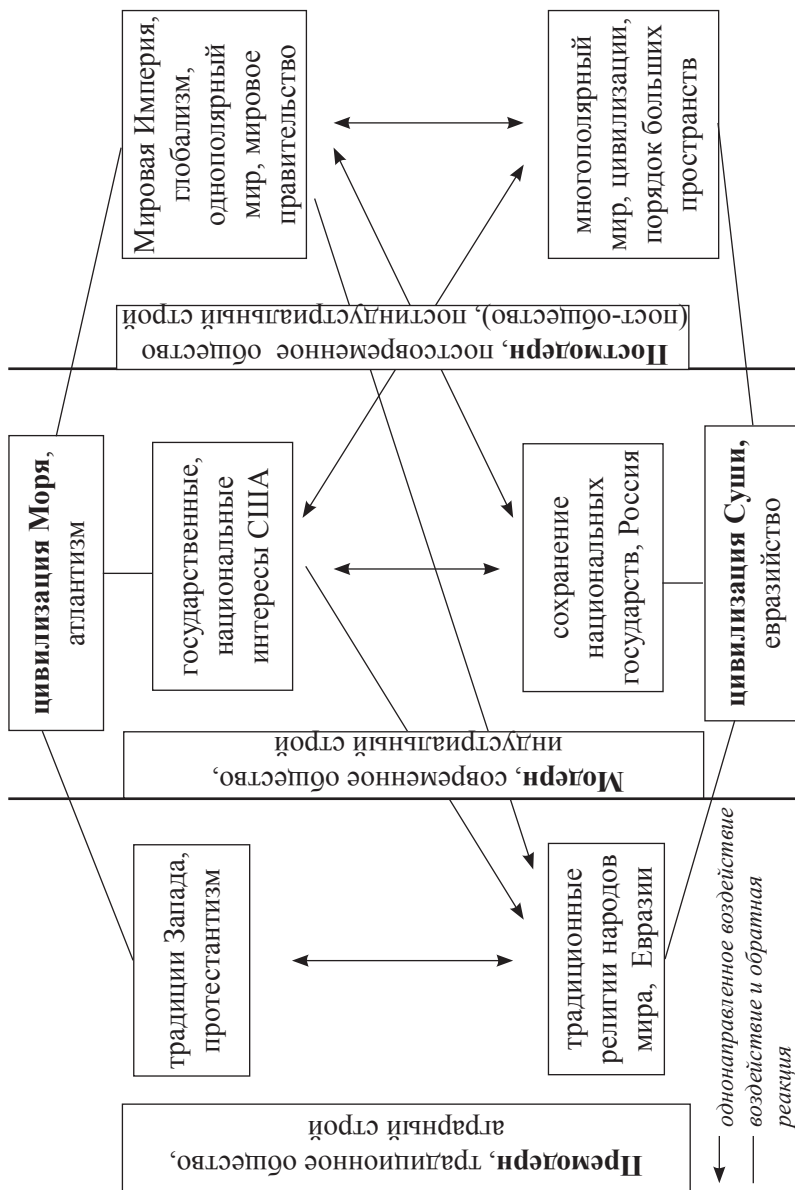 Премодерн, традиционное общество,
аграрный строй
традиции Запада,
протестантизм
традиционные
религии народов
мира, Евразии
Модерн, современное общество,
индустриальный строй
цивилизация Моря,
атлантизм
государственные,
национальные
интересы США
сохранение
национальных
государств, Россия
цивилизация Суши,
евразийство
Постмодерн, постсовременное общество
(пост-общество), постиндустриальный строй
Мировая Империя,
глобализм,
однополярный
мир, мировое
правительство
многополярный
мир, цивилизации,
порядок больших
пространств
однонаправленное воздействие
воздействие и обратная
реакция